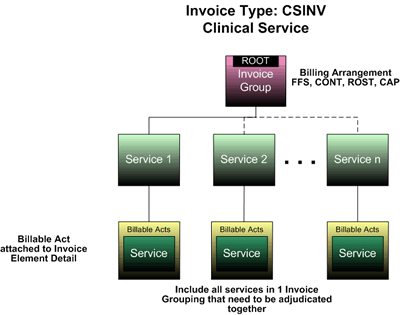 Invoice Type: CSINV
Clinical Service
ROOT
Invoice
Group
Billing Arrangement
FFS, CONT, ROST, CAP
Service 1
Service 2
. . .
Service n
Billable Act
attached to Invoice
Element Detail
Billable Acts
Service
Billable Acts
Service
Billable Acts
Service
Include all services in 1 Invoice
Grouping that need to be adjudicated
together